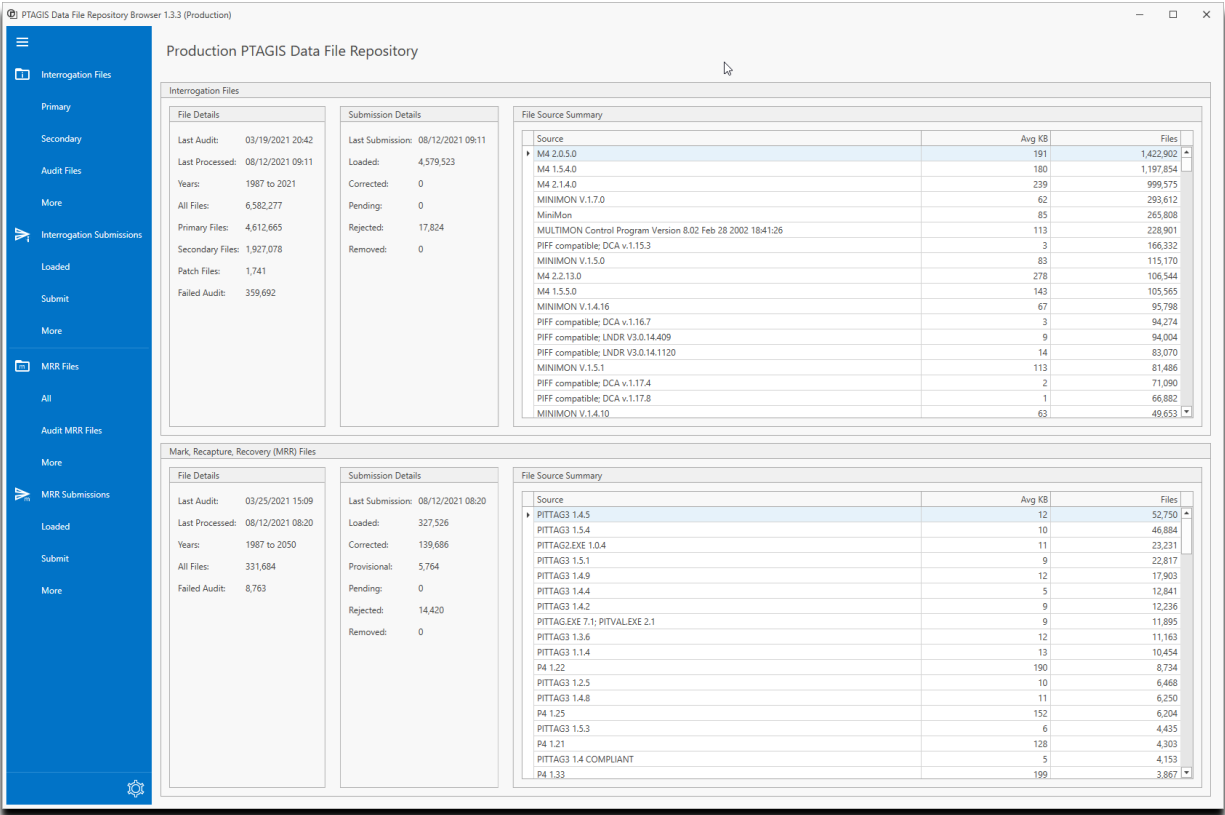 PTAGIS Data File Repository Browser 1.3.3 (Production)
Interrogation Files
Primary
Secondary
Audit Files
More
Interrogation Submissions
Loaded
Submit
More
MRR Files
All
Audit MRR Files
More
MRR Submissions
Loaded
Submit
More
Production PTAGIS Data File Repository
Interrogation Files
File Details
Last Audit: 03/19/2021 20:42
Last Processed: 08/12/2021 09:11
Years: 1987 to 2021
All Files: 6,582,277
Primary Files: 4,612,665
Secondary Files: 1,927,078
Patch Files: 1,741
Failed Audit: 359,692
Submission Details
Last Submission: 08/12/2021 09:11
Loaded: 4,579,523
Corrected: 0
Pending: 0
Rejected: 17,824
Removed: 0
File Source Summary
Source Avg KB Files
M4 2.0.5.0 191 1,422,902
M4 1.5.4.0 180 1,197,854
M4 2.1.4.0 239 999,575
MINIMON V.1.7.0 62 293,612
MiniMon 85 265,808
MULTIMON Control Program Version 8.02 Feb 28 2002 18:41:26 113 228,901
PIFF compatible; DCA v.1.15.3 3 166,332
MINIMON V.1.5.0 83 115,170
M4 2.2.13.0 278 106,544
M4 1.5.5.0 143 105,565
MINIMON V.1.4.16 67 95,798
PIFF compatible; DCA v.1.16.7 3 94,274
PIFF compatible; LNDR V3.0.14.409 9 94,004
PIFF compatible; LNDR V3.0.14.1120 14 83,070
MINIMON V.1.5.1 113 81,486
PIFF compatible; DCA v.1.17.4 2 71,090
PIFF compatible; DCA v.1.17.8 1 66,882
MINIMON V.1.4.10 63 49,653
Mark, Recapture, Recovery (MRR) Files
File Details
Last Audit: 03/25/2021 15:09
Last Processed: 08/12/2021 08:20
Years: 1987 to 2050
All Files: 331,684
Failed Audit: 8,763
Submission Details
Last Submission: 08/12/2021 08:20
Loaded: 327,526
Corrected: 139,686
Provisional: 5,764
Pending: 0
Rejected: 14,420
Removed: 0
File Source Summary
Source Avg KB Files
PITTAG3 1.4.5 12 52,750
PITTAG3 1.5.4 10 46,884
PITTAG2.EXE 1.0.4 11 23,231
PITTAG3 1.5.1 9 22,817
PITTAG3 1.4.9 12 17,903
PITTAG3 1.4.4 5 12,841
PITTAG3 1.4.2 9 12,236
PITTAG.EXE 7.1; PITVAL.EXE 2.1 9 11,895
PITTAG3 1.3.6 12 11,163
PITTAG3 1.1.4 13 10,454
P4 1.22 190 8,734
PITTAG3 1.2.5 10 6,468
PITTAG3 1.4.8 11 6,250
P4 1.25 152 6,204
PITTAG3 1.5.3 6 4,435
P4 1.21 128 4,303
PITTAG3 1.4 COMPLIANT 5 4,153
P4 1.33 199 3,867